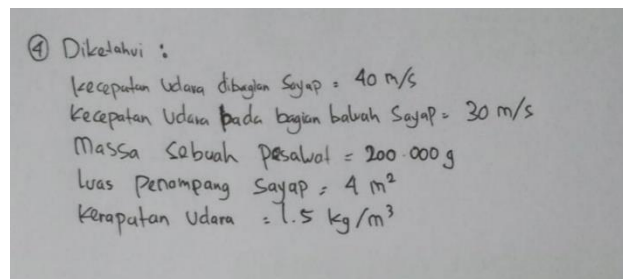 ④ Diketahui :
Kecepatan Udara dibagian Sayap = 40 m/s
Kecepatan Udara pada bagian bawah Sayap = 30 m/s
Massa sebuah pesawat = 200.000 g
Luas Penampang Sayap = 4 m²
Kerapatan Udara = 1.5 kg/m³